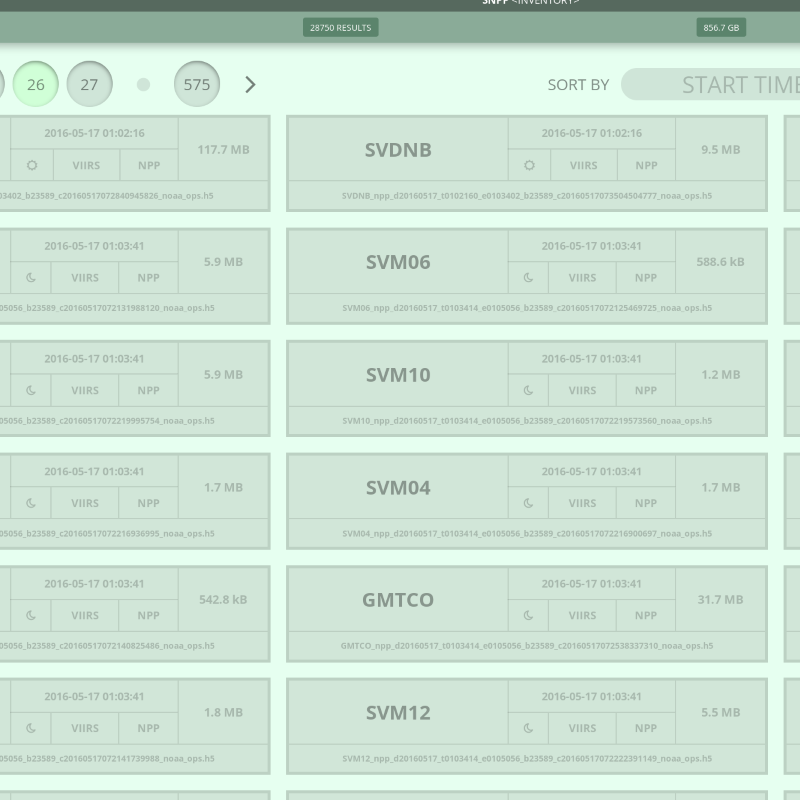 SNPP <INVENTORY>
28750 RESULTS
856.7 GB
26
27
575
SORT BY
START TIME
2016-05-17 01:02:16
117.7 MB
VIIRS
NPP
03402_b23589_c20160517072840945826_noaa_ops.h5
SVDNB
2016-05-17 01:02:16
9.5 MB
VIIRS
NPP
SVDNB_npp_d20160517_t0102160_e0103402_b23589_c20160517073504504777_noaa_ops.h5
2016-05-17 01:03:41
5.9 MB
VIIRS
NPP
05056_b23589_c20160517072131988120_noaa_ops.h5
SVM06
2016-05-17 01:03:41
588.6 kB
VIIRS
NPP
SVM06_npp_d20160517_t0103414_e0105056_b23589_c20160517072125469725_noaa_ops.h5
2016-05-17 01:03:41
5.9 MB
VIIRS
NPP
05056_b23589_c20160517072219995754_noaa_ops.h5
SVM10
2016-05-17 01:03:41
1.2 MB
VIIRS
NPP
SVM10_npp_d20160517_t0103414_e0105056_b23589_c20160517072219573560_noaa_ops.h5
2016-05-17 01:03:41
1.7 MB
VIIRS
NPP
05056_b23589_c20160517072216936995_noaa_ops.h5
SVM04
2016-05-17 01:03:41
1.7 MB
VIIRS
NPP
SVM04_npp_d20160517_t0103414_e0105056_b23589_c20160517072216900697_noaa_ops.h5
2016-05-17 01:03:41
542.8 kB
VIIRS
NPP
05056_b23589_c20160517072140825486_noaa_ops.h5
GMTCO
2016-05-17 01:03:41
31.7 MB
VIIRS
NPP
GMTCO_npp_d20160517_t0103414_e0105056_b23589_c20160517072538337310_noaa_ops.h5
2016-05-17 01:03:41
1.8 MB
VIIRS
NPP
05056_b23589_c20160517072141739988_noaa_ops.h5
SVM12
2016-05-17 01:03:41
5.5 MB
VIIRS
NPP
SVM12_npp_d20160517_t0103414_e0105056_b23589_c20160517072222391149_noaa_ops.h5